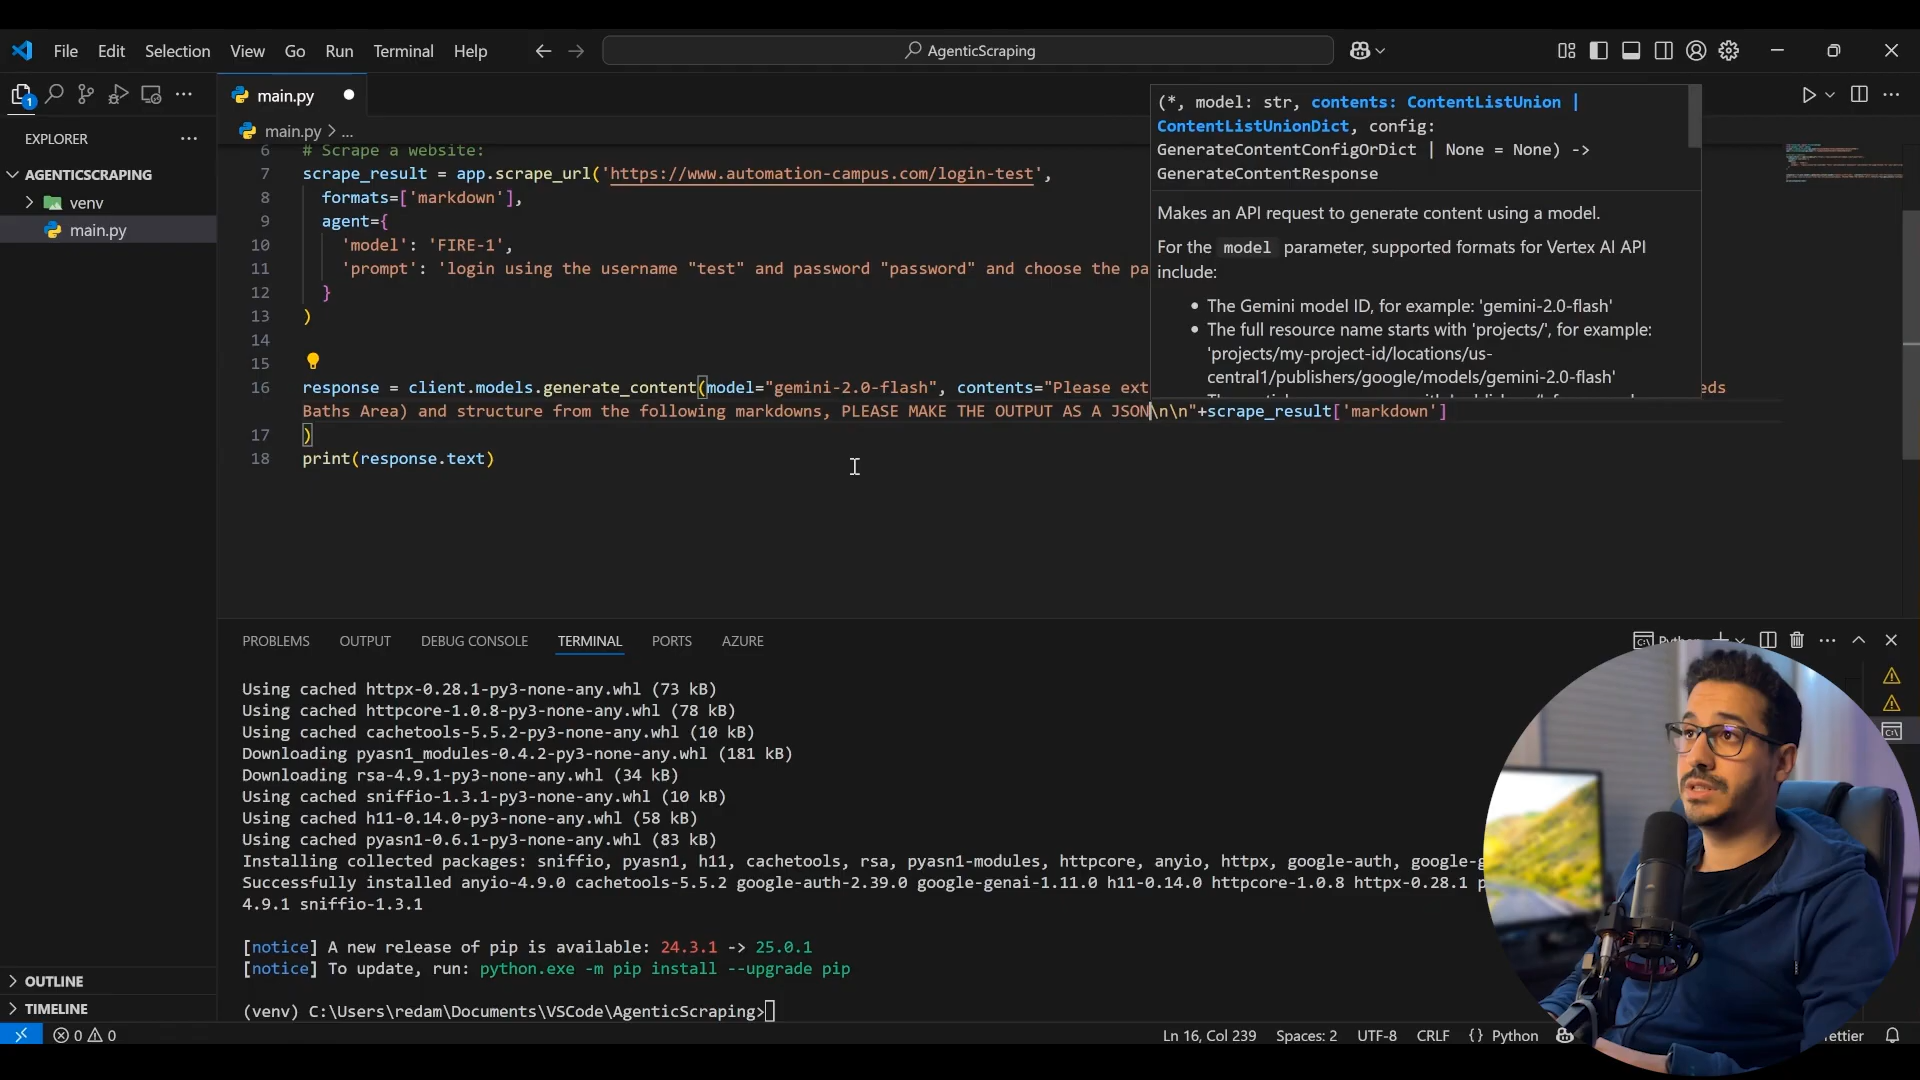 File Edit Selection View Go Run Terminal Help
AgenticScraping
1
main.py
EXPLORER
main.py > ...
AGENTICSCRAPING
venv
main.py
6 # Scrape a website:
7 scrape_result = app.scrape_url('https://www.automation-campus.com/login-test',
8 formats=['markdown'],
9 agent={
10 'model': 'FIRE-1',
11 'prompt': 'login using the username "test" and password "password" and choose the pa
12 }
13 )
14
15
16 response = client.models.generate_content(model="gemini-2.0-flash", contents="Please ext eds
Baths Area) and structure from the following markdowns, PLEASE MAKE THE OUTPUT AS A JSON\n\n"+scrape_result['markdown']
17 )
18 print(response.text)
(*, model: str, contents: ContentListUnion |
ContentListUnionDict, config:
GenerateContentConfigOrDict | None = None) ->
GenerateContentResponse
Makes an API request to generate content using a model.
For the model parameter, supported formats for Vertex AI API
include:
• The Gemini model ID, for example: 'gemini-2.0-flash'
• The full resource name starts with 'projects/', for example:
'projects/my-project-id/locations/us-
central1/publishers/google/models/gemini-2.0-flash'
PROBLEMS OUTPUT DEBUG CONSOLE TERMINAL PORTS AZURE
Using cached httpx-0.28.1-py3-none-any.whl (73 kB)
Using cached httpcore-1.0.8-py3-none-any.whl (78 kB)
Using cached cachetools-5.5.2-py3-none-any.whl (10 kB)
Downloading pyasn1_modules-0.4.2-py3-none-any.whl (181 kB)
Downloading rsa-4.9.1-py3-none-any.whl (34 kB)
Using cached sniffio-1.3.1-py3-none-any.whl (10 kB)
Using cached h11-0.14.0-py3-none-any.whl (58 kB)
Using cached pyasn1-0.6.1-py3-none-any.whl (83 kB)
Installing collected packages: sniffio, pyasn1, h11, cachetools, rsa, pyasn1-modules, httpcore, anyio, httpx, google-auth, google-g
Successfully installed anyio-4.9.0 cachetools-5.5.2 google-auth-2.39.0 google-genai-1.11.0 h11-0.14.0 httpcore-1.0.8 httpx-0.28.1 p
4.9.1 sniffio-1.3.1
[notice] A new release of pip is available: 24.3.1 -> 25.0.1
[notice] To update, run: python.exe -m pip install --upgrade pip
(venv) C:\Users\redam\Documents\VSCode\AgenticScraping>
OUTLINE
TIMELINE
0 0
Ln 16, Col 239 Spaces: 2 UTF-8 CRLF {} Python ettier